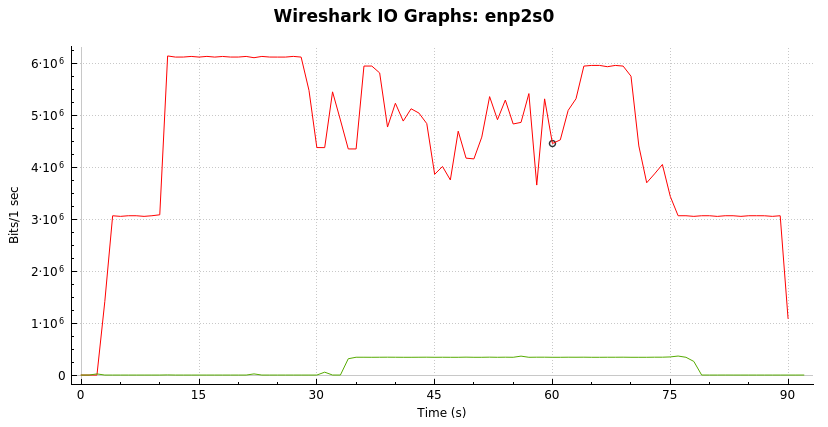 Wireshark IO Graphs: enp2s0
6·10⁶
5·10⁶
4·10⁶
3·10⁶
2·10⁶
1·10⁶
0
Bits/1 sec
0 15 30 45 60 75 90
Time (s)